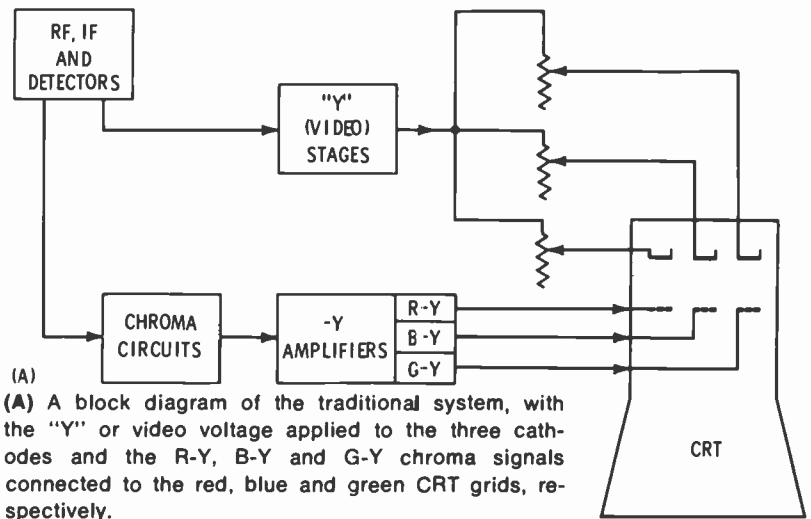 RF, IF
AND
DETECTORS
"Y"
(VIDEO)
STAGES
CHROMA
CIRCUITS
-Y
AMPLIFIERS
R-Y
B-Y
G-Y
CRT
(A)
(A) A block diagram of the traditional system, with
the "Y" or video voltage applied to the three cath-
odes and the R-Y, B-Y and G-Y chroma signals
connected to the red, blue and green CRT grids, re-
spectively.